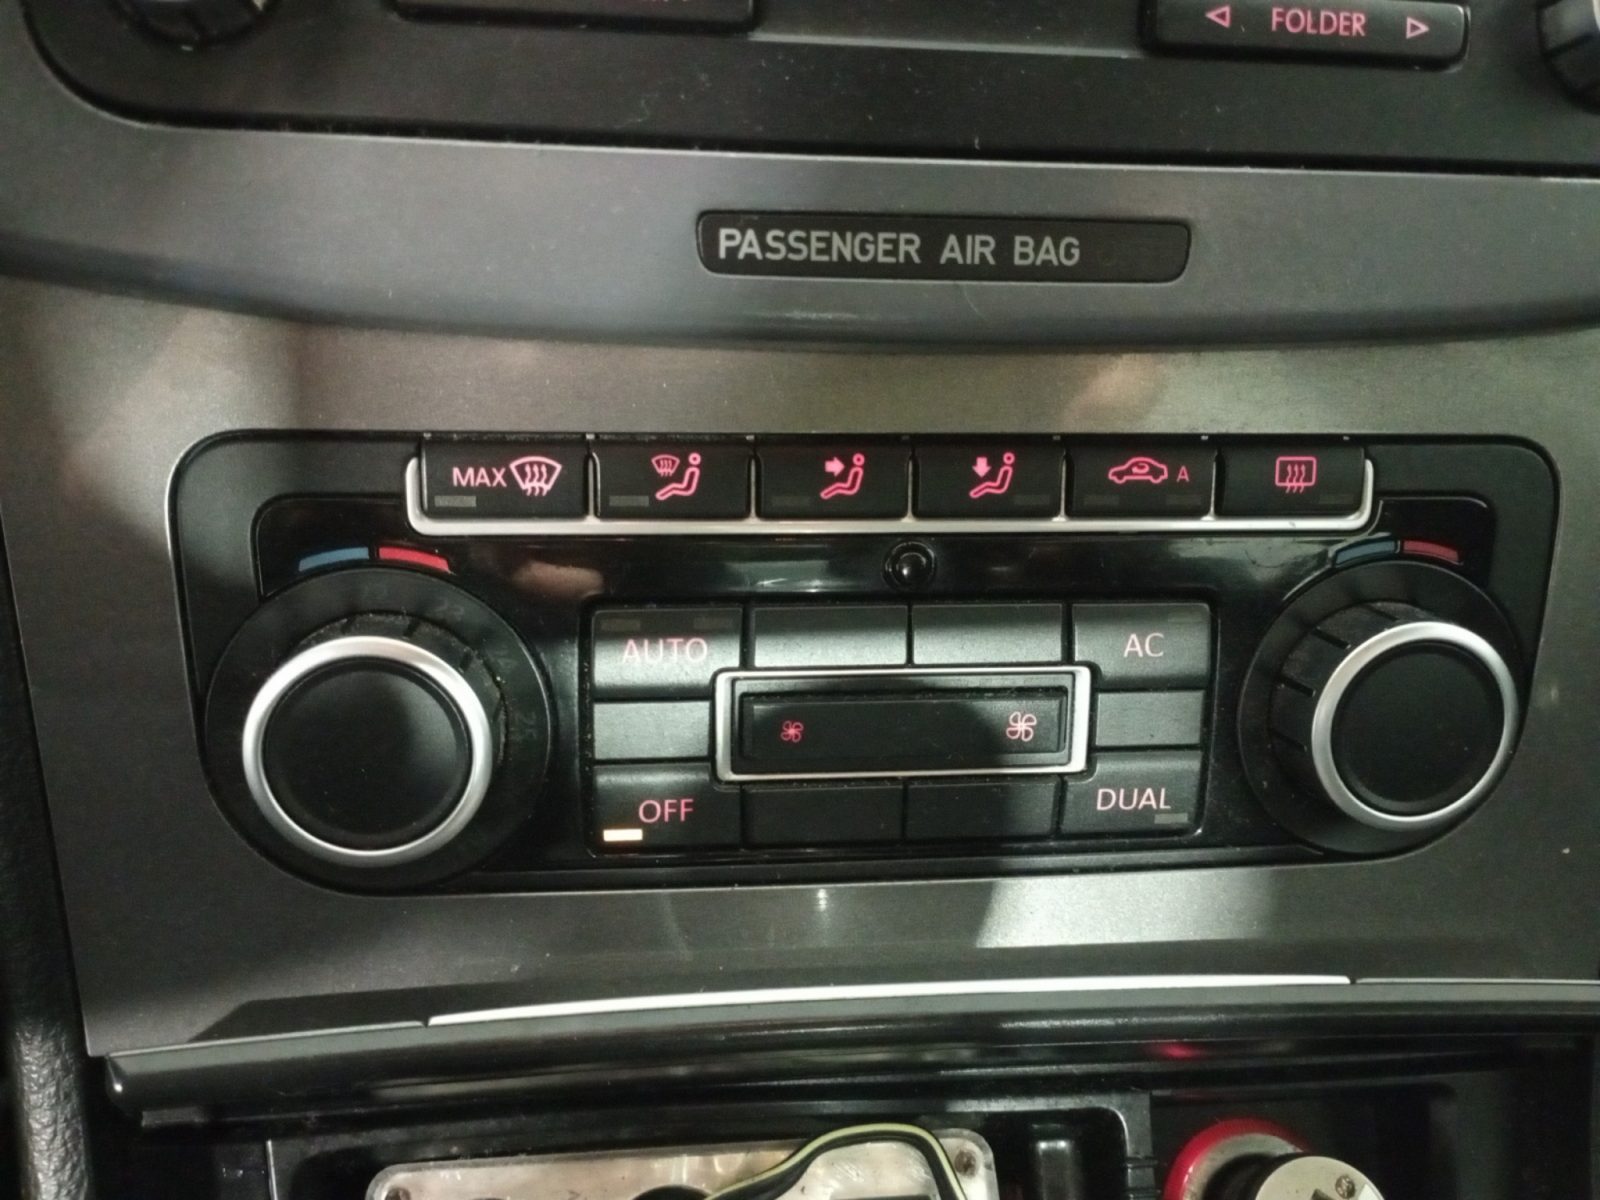 FOLDER
PASSENGER AIR BAG
MAX
A
AUTO
AC
OFF
DUAL